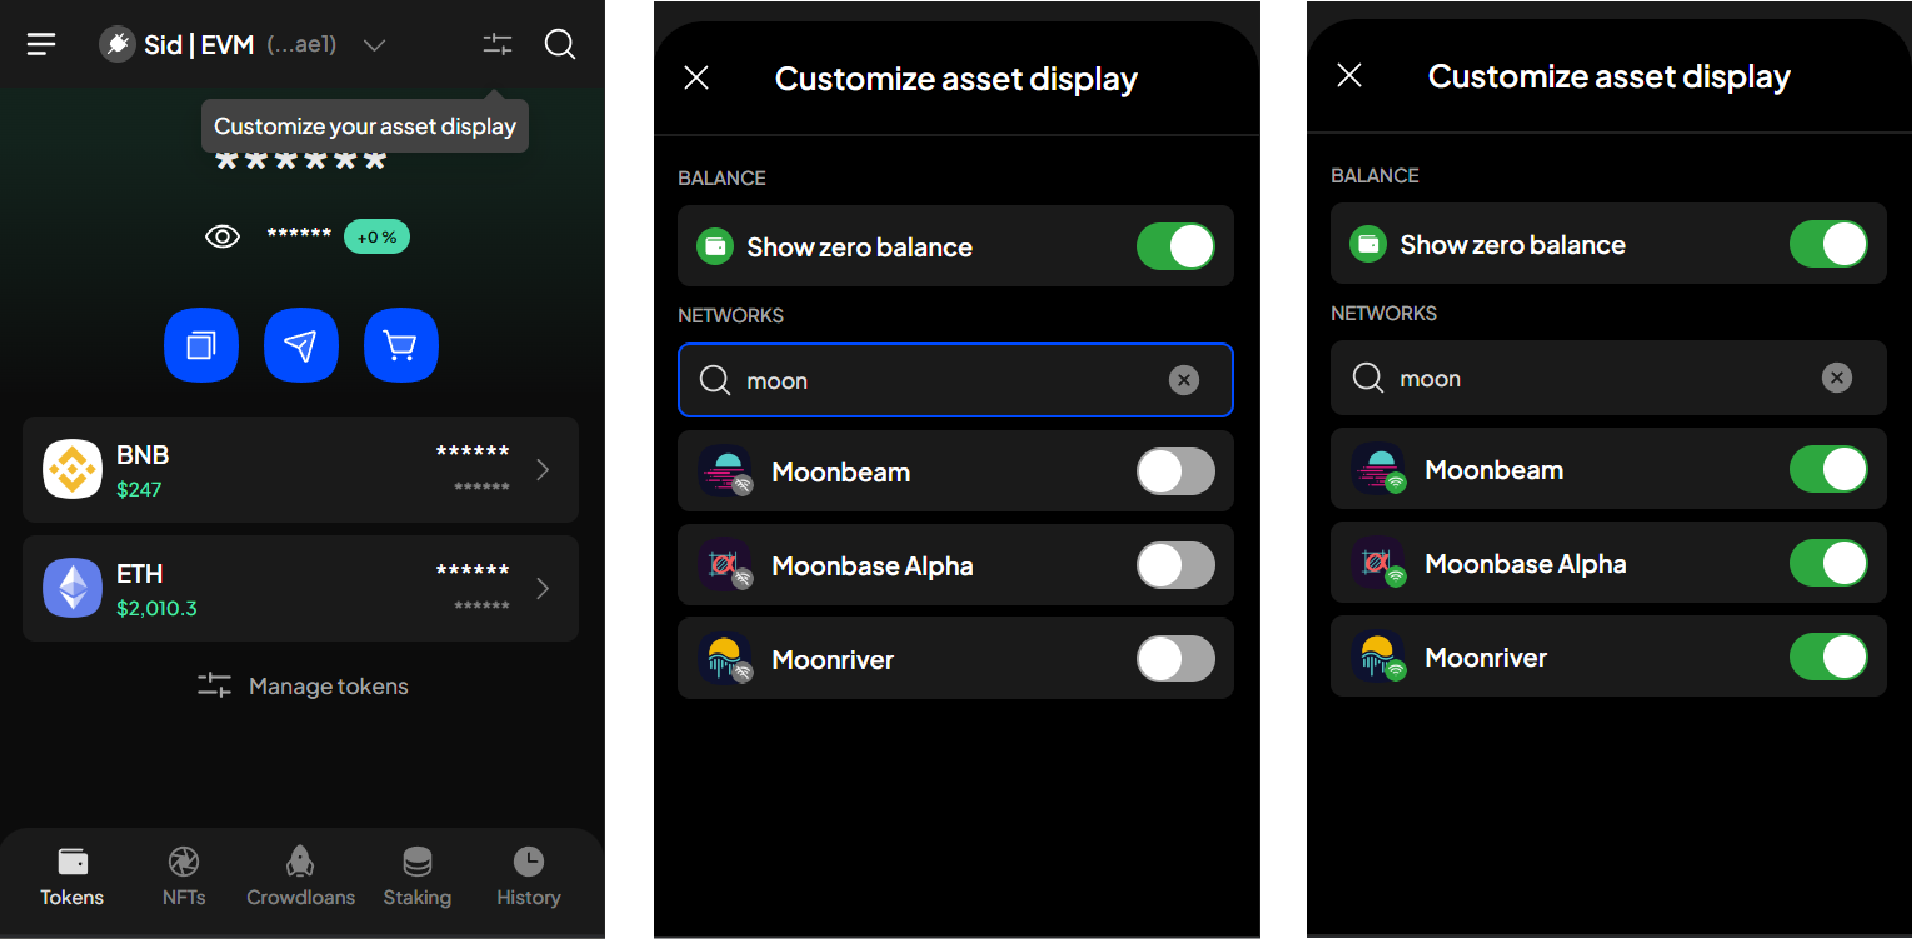 Sid | EVM (...ae1)
Customize your asset display
******
****** +0 %
BNB ******
$247 ******
ETH ******
$2,010.3 ******
Manage tokens
Tokens NFTs Crowdloans Staking History
Customize asset display
BALANCE
Show zero balance
NETWORKS
moon
Moonbeam
Moonbase Alpha
Moonriver
Customize asset display
BALANCE
Show zero balance
NETWORKS
moon
Moonbeam
Moonbase Alpha
Moonriver